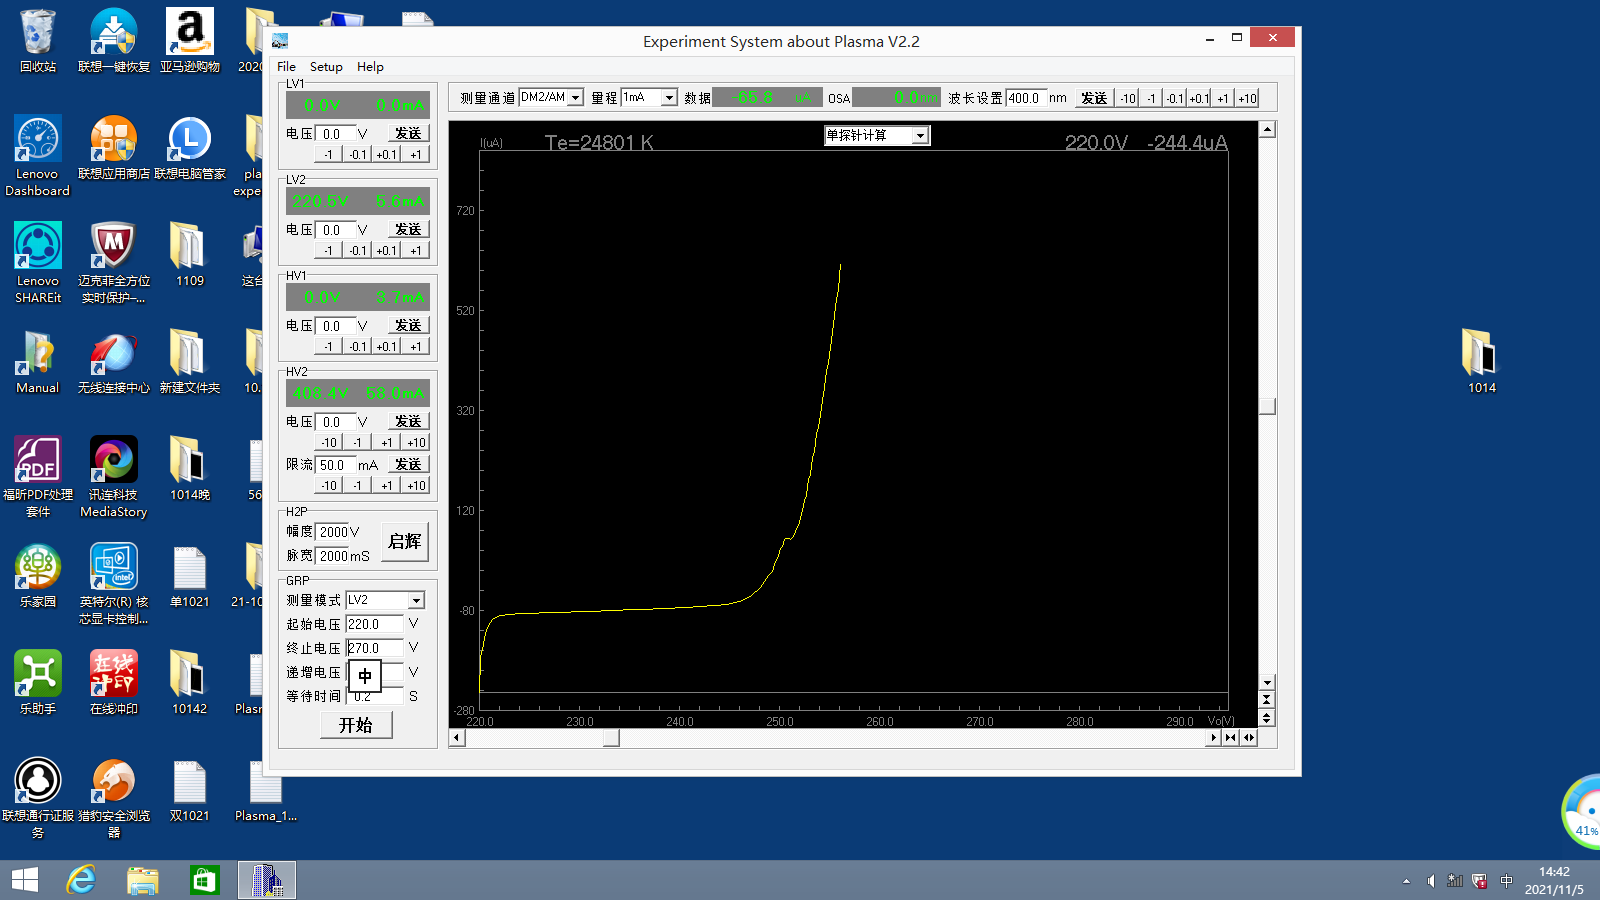 回收站
联想一键恢复
亚马逊购物
2020
Lenovo
Dashboard
联想应用商店
联想电脑管家
pla
exper
Lenovo
SHAREit
迈克菲全方位
实时保护–...
1109
这台
Manual
无线连接中心
新建文件夹
10.
福昕PDF处理
套件
讯连科技
MediaStory
1014晚
56
乐家园
英特尔(R) 核
芯显卡控制...
单1021
21-10
乐助手
在线冲印
10142
Plasm
联想通行证服
务
猎豹安全浏览
器
双1021
Plasma_1...
1014
Experiment System about Plasma V2.2
File Setup Help
LV1
0.0V 0.0mA
电压 0.0 V 发送
-1 -0.1 +0.1 +1
LV2
220.5V 5.6mA
电压 0.0 V 发送
-1 -0.1 +0.1 +1
HV1
0.0V 3.7mA
电压 0.0 V 发送
-1 -0.1 +0.1 +1
HV2
408.4V 58.0mA
电压 0.0 V 发送
-10 -1 +1 +10
限流 50.0 mA 发送
-10 -1 +1 +10
H2P
幅度 2000 V
脉宽 2000 mS
启辉
GRP
测量模式 LV2
起始电压 220.0 V
终止电压 270.0 V
递增电压 V
中
等待时间 0.2 S
开始
测量通道 DM2/AM 量程 1mA 数据 -65.8 uA OSA 0.0nm 波长设置 400.0 nm 发送 -10 -1 -0.1 +0.1 +1 +10
I(uA) Te=24801 K 单探针计算 220.0V -244.4uA
720
520
320
120
-80
-280
220.0 230.0 240.0 250.0 260.0 270.0 280.0 290.0 Vo(V)
41%
中
14:42
2021/11/5